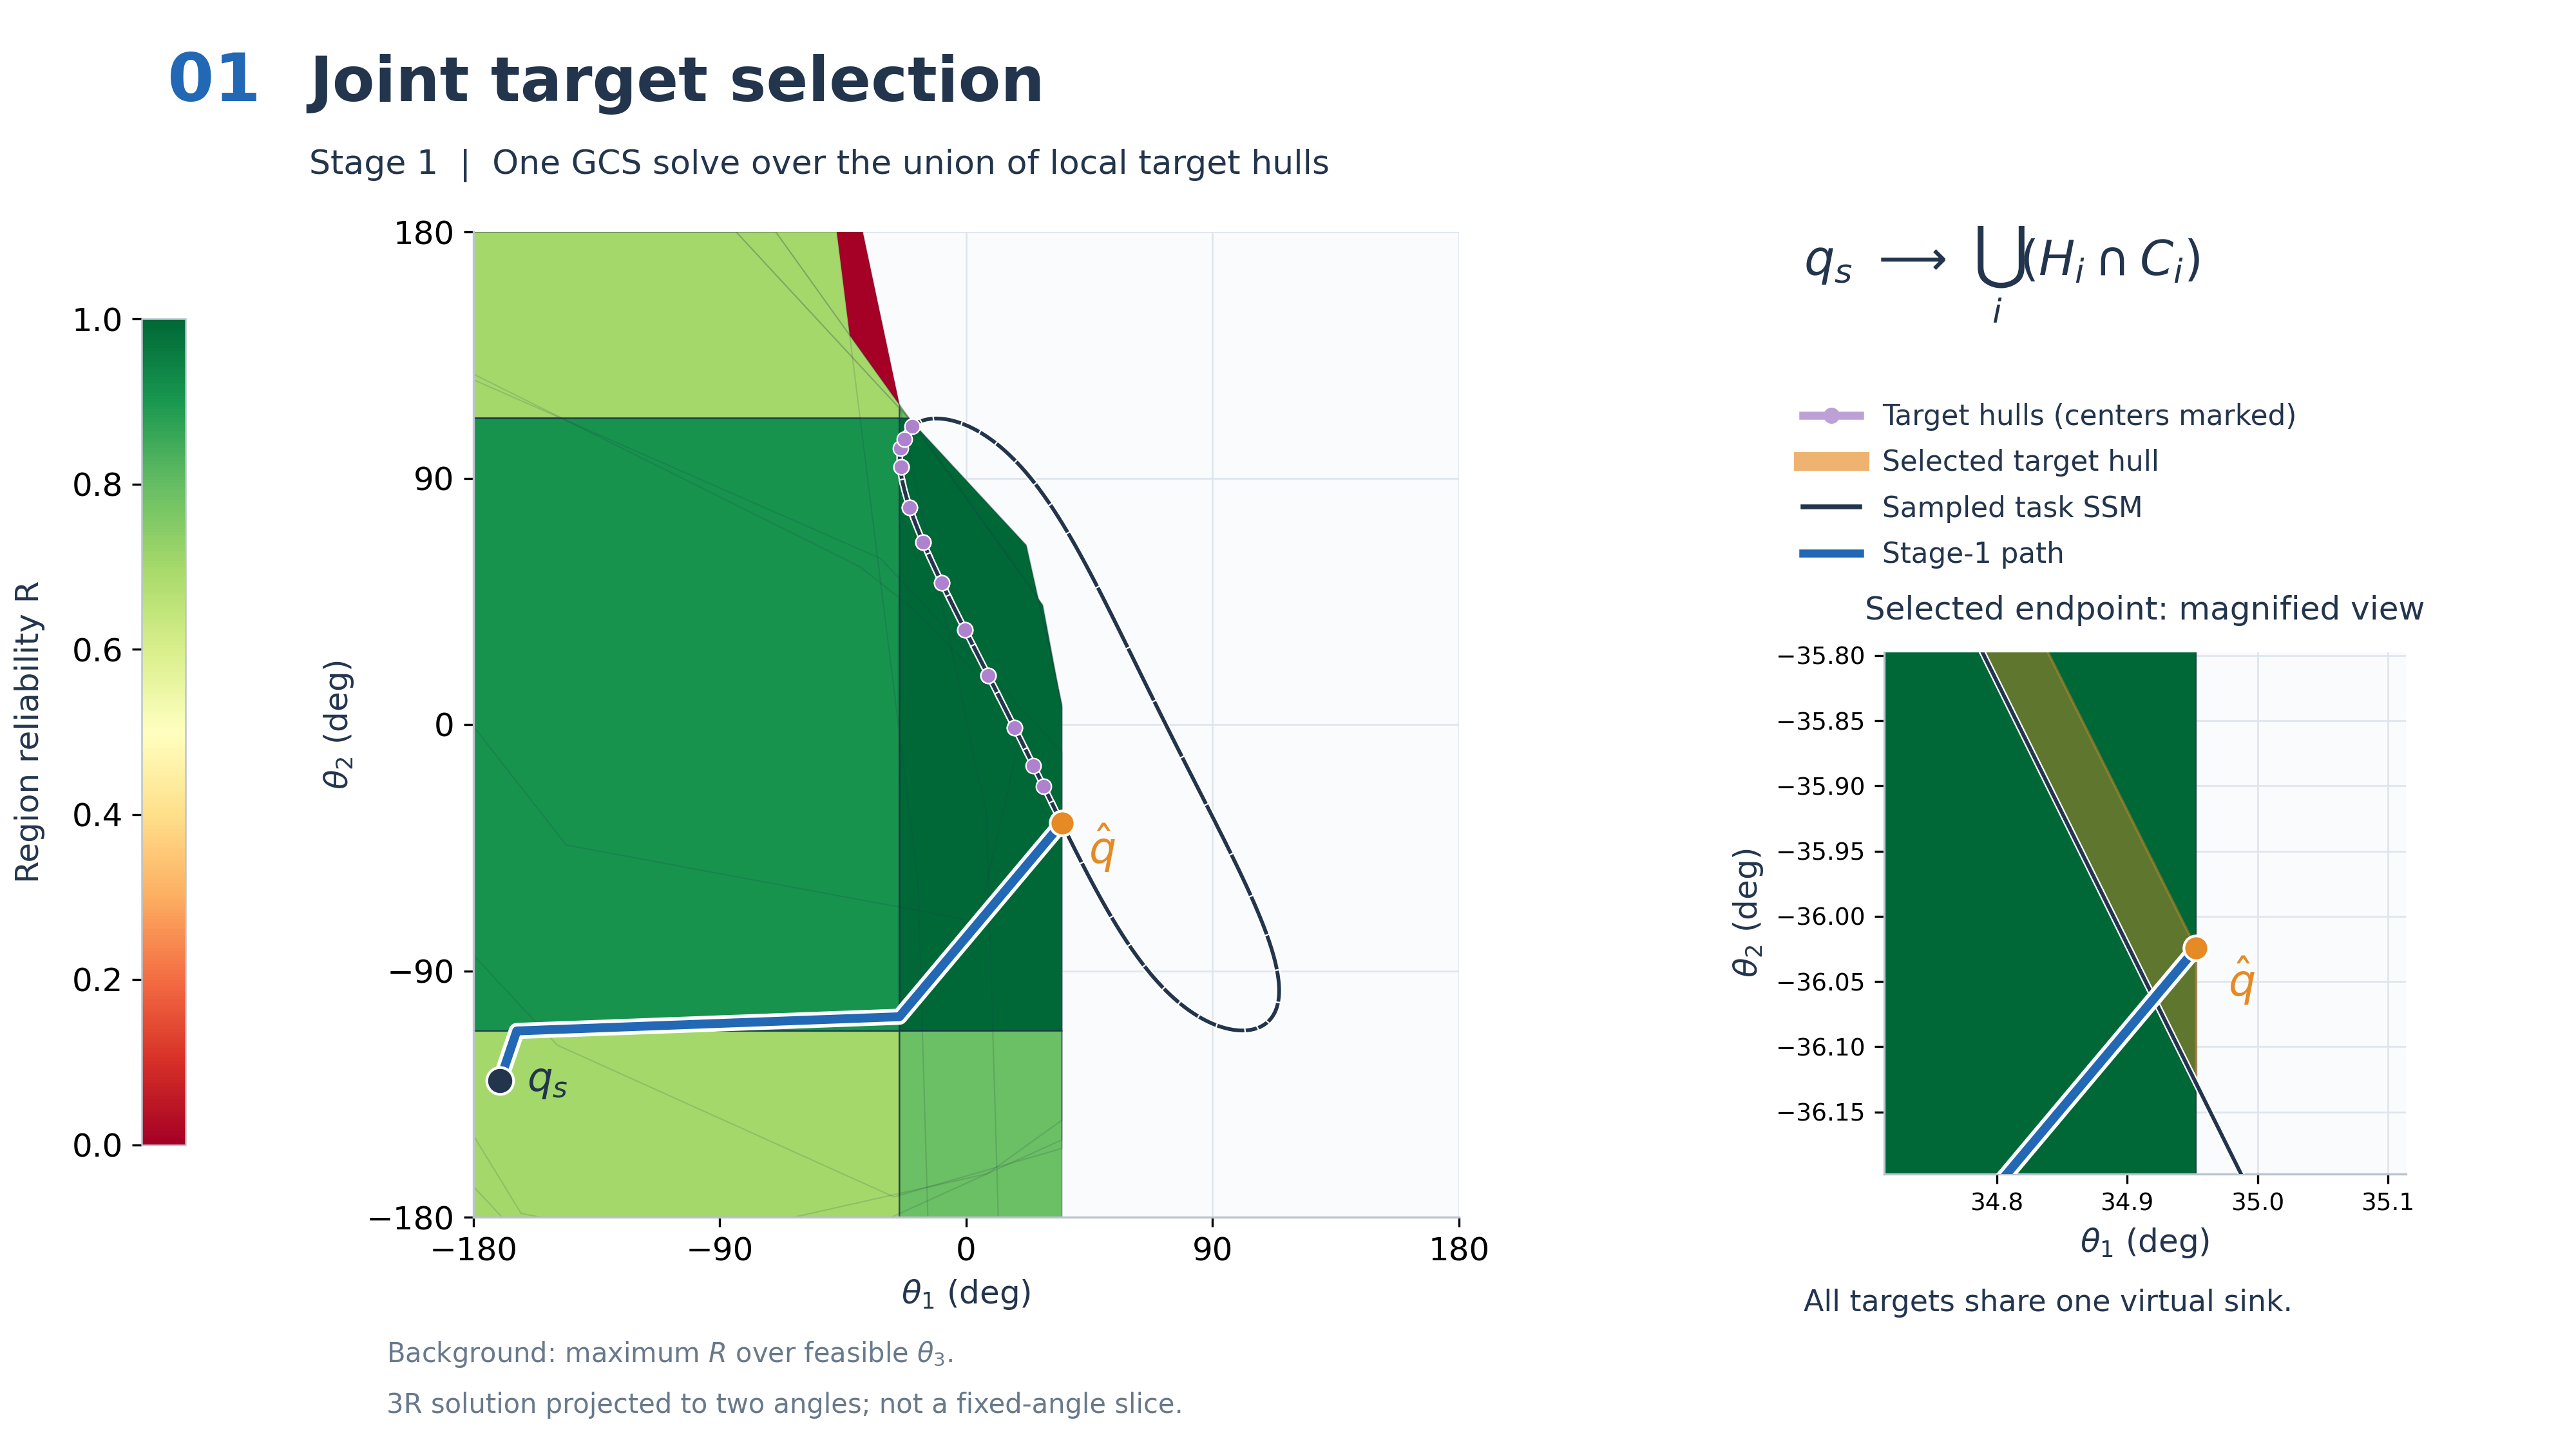 01 Joint target selection
Stage 1 | One GCS solve over the union of local target hulls
Region reliability R
1.0
0.8
0.6
0.4
0.2
0.0
θ₂ (deg)
180
90
0
−90
−180
−180
−90
0
90
180
θ₁ (deg)
q̂
qₛ
Background: maximum R over feasible θ₃.
3R solution projected to two angles; not a fixed-angle slice.
qₛ ⟶ ⋃ᵢ(Hᵢ ∩ Cᵢ)
Target hulls (centers marked)
Selected target hull
Sampled task SSM
Stage-1 path
Selected endpoint: magnified view
θ₂ (deg)
−35.80
−35.85
−35.90
−35.95
−36.00
−36.05
−36.10
−36.15
q̂
34.8
34.9
35.0
35.1
θ₁ (deg)
All targets share one virtual sink.